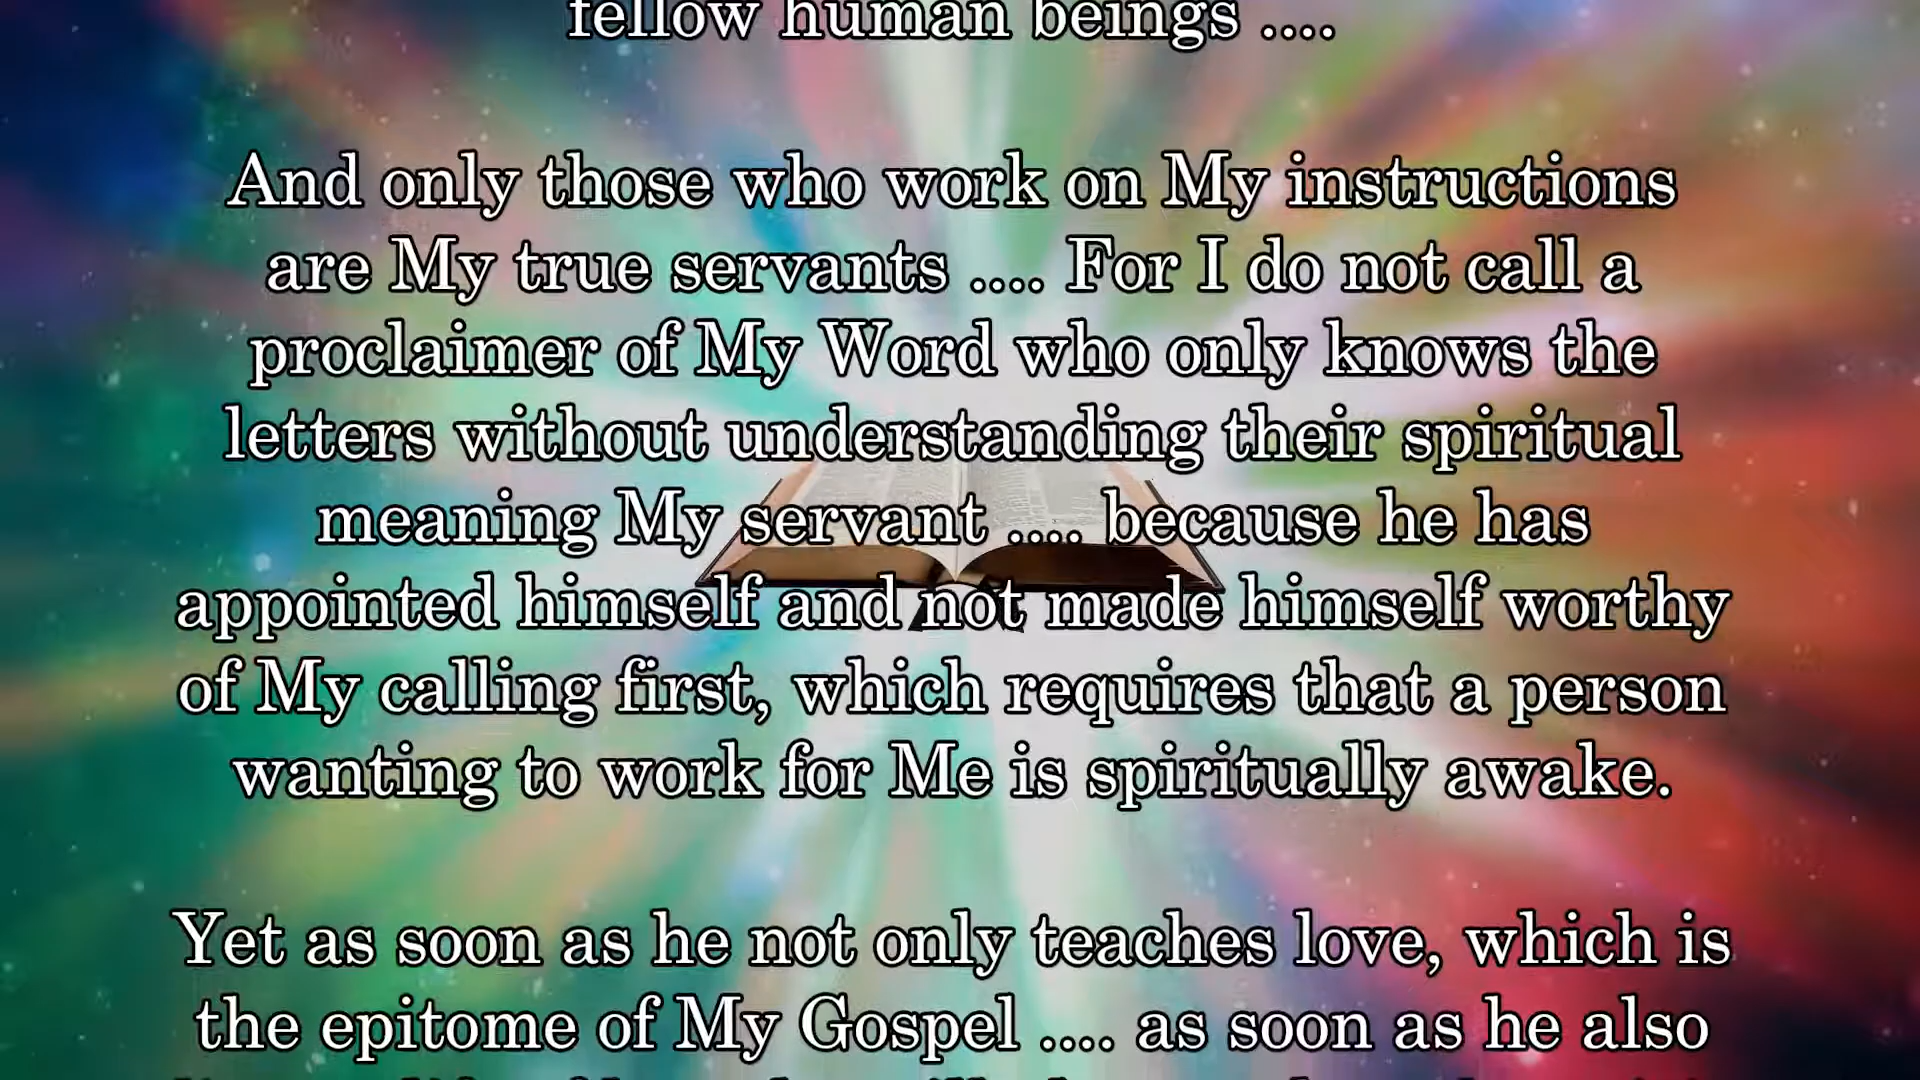 fellow human beings ....
And only those who work on My instructions
are My true servants .... For I do not call a
proclaimer of My Word who only knows the
letters without understanding their spiritual
meaning My servant .... because he has
appointed himself and not made himself worthy
of My calling first, which requires that a person
wanting to work for Me is spiritually awake.
Yet as soon as he not only teaches love, which is
the epitome of My Gospel .... as soon as he also